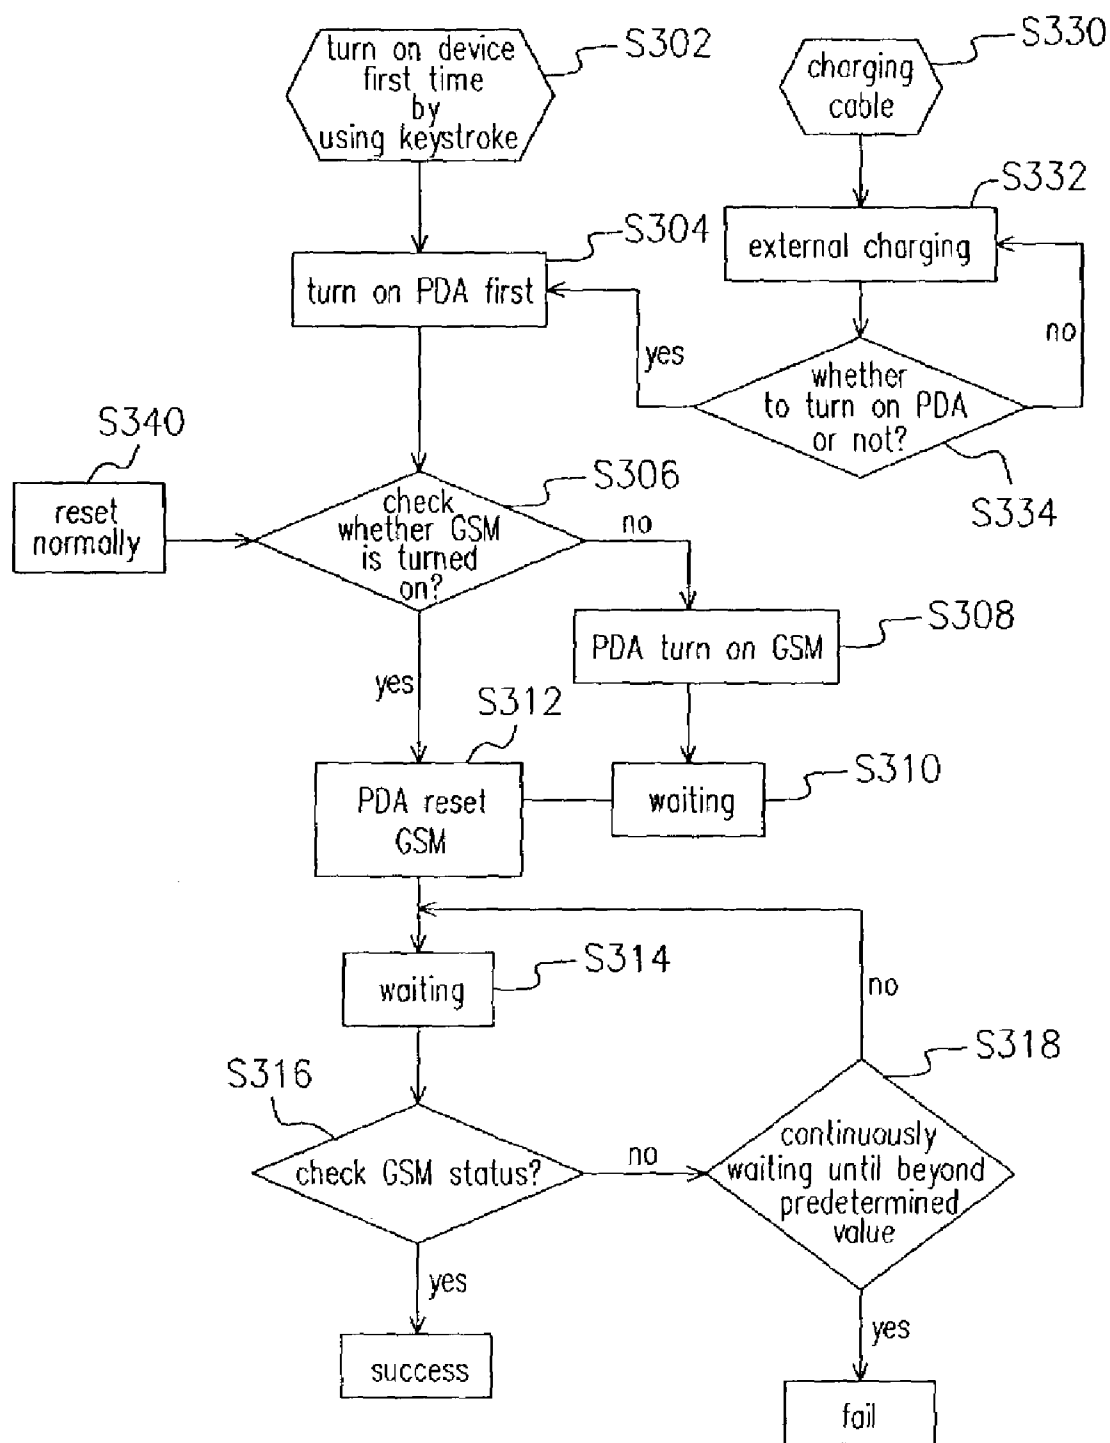 turn on device
first time
by
using keystroke
S302
charging
cable
S330
external charging
S332
turn on PDA first
S304
yes
no
whether
to turn on PDA
or not?
S334
S340
reset
normally
check
whether GSM
is turned
on?
S306
no
PDA turn on GSM
S308
yes
S312
PDA reset
GSM
waiting
S310
waiting
S314
no
S318
S316
check GSM status?
no
continuously
waiting until beyond
predetermined
value
yes
success
yes
fail